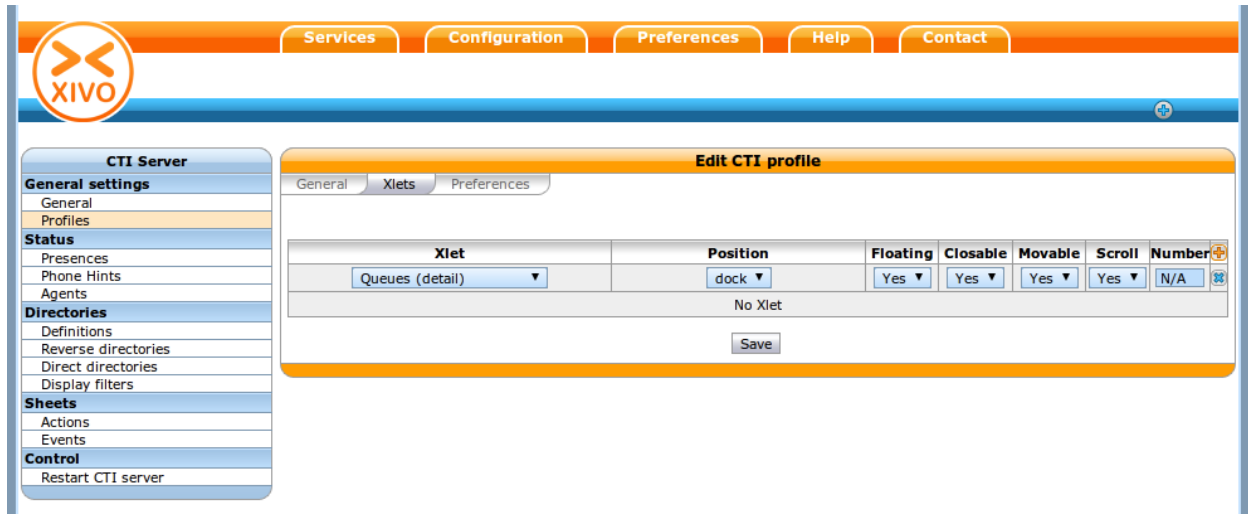 Services Configuration Preferences Help Contact
XIVO
CTI Server
General settings
General
Profiles
Status
Presences
Phone Hints
Agents
Directories
Definitions
Reverse directories
Direct directories
Display filters
Sheets
Actions
Events
Control
Restart CTI server
Edit CTI profile
General Xlets Preferences
Xlet Position Floating Closable Movable Scroll Number
Queues (detail) dock Yes Yes Yes Yes N/A
No Xlet
Save